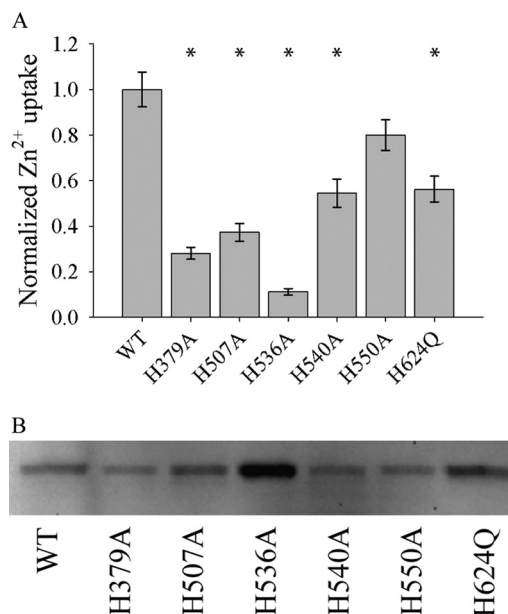 A
* * * * *
Normalized Zn²⁺ uptake
1.2
1.0
0.8
0.6
0.4
0.2
0.0
WT H379A H507A H536A H540A H550A H624Q
B
WT H379A H507A H536A H540A H550A H624Q